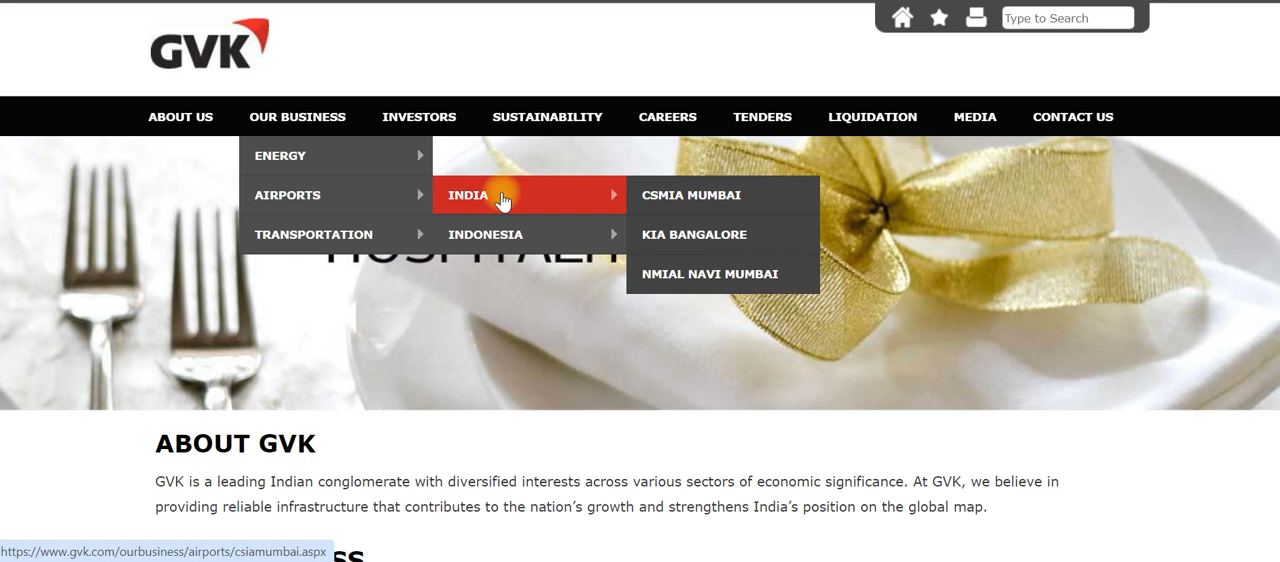 GVK
Type to Search
ABOUT US OUR BUSINESS INVESTORS SUSTAINABILITY CAREERS TENDERS LIQUIDATION MEDIA CONTACT US
ENERGY
AIRPORTS INDIA CSMIA MUMBAI
TRANSPORTATION INDONESIA KIA BANGALORE
NMIAL NAVI MUMBAI
ABOUT GVK
GVK is a leading Indian conglomerate with diversified interests across various sectors of economic significance. At GVK, we believe in
providing reliable infrastructure that contributes to the nation’s growth and strengthens India’s position on the global map.
https://www.gvk.com/ourbusiness/airports/csiamumbai.aspx